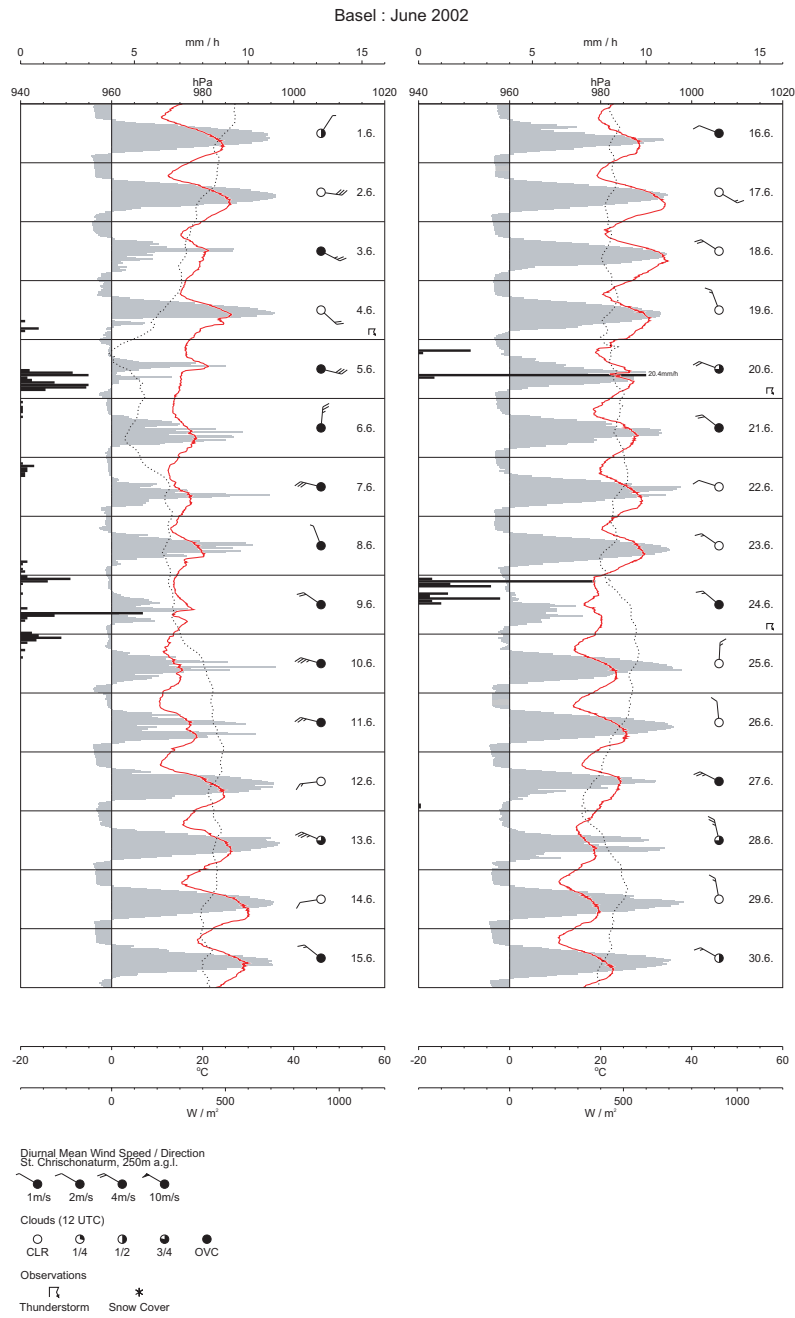 Basel : June 2002
mm / h
mm / h
0 5 10 15
0 5 10 15
hPa
hPa
940 960 980 1000 1020
940 960 980 1000 1020
1.6.
2.6.
3.6.
4.6.
5.6.
6.6.
7.6.
8.6.
9.6.
10.6.
11.6.
12.6.
13.6.
14.6.
15.6.
16.6.
17.6.
18.6.
19.6.
20.6.
20.4mm/h
21.6.
22.6.
23.6.
24.6.
25.6.
26.6.
27.6.
28.6.
29.6.
30.6.
-20 0 20 40 60
-20 0 20 40 60
°C
°C
0 500 1000
0 500 1000
W / m²
W / m²
Diurnal Mean Wind Speed / Direction
St. Chrischonaturm, 250m a.g.l.
1m/s 2m/s 4m/s 10m/s
Clouds (12 UTC)
CLR 1/4 1/2 3/4 OVC
Observations
Thunderstorm Snow Cover